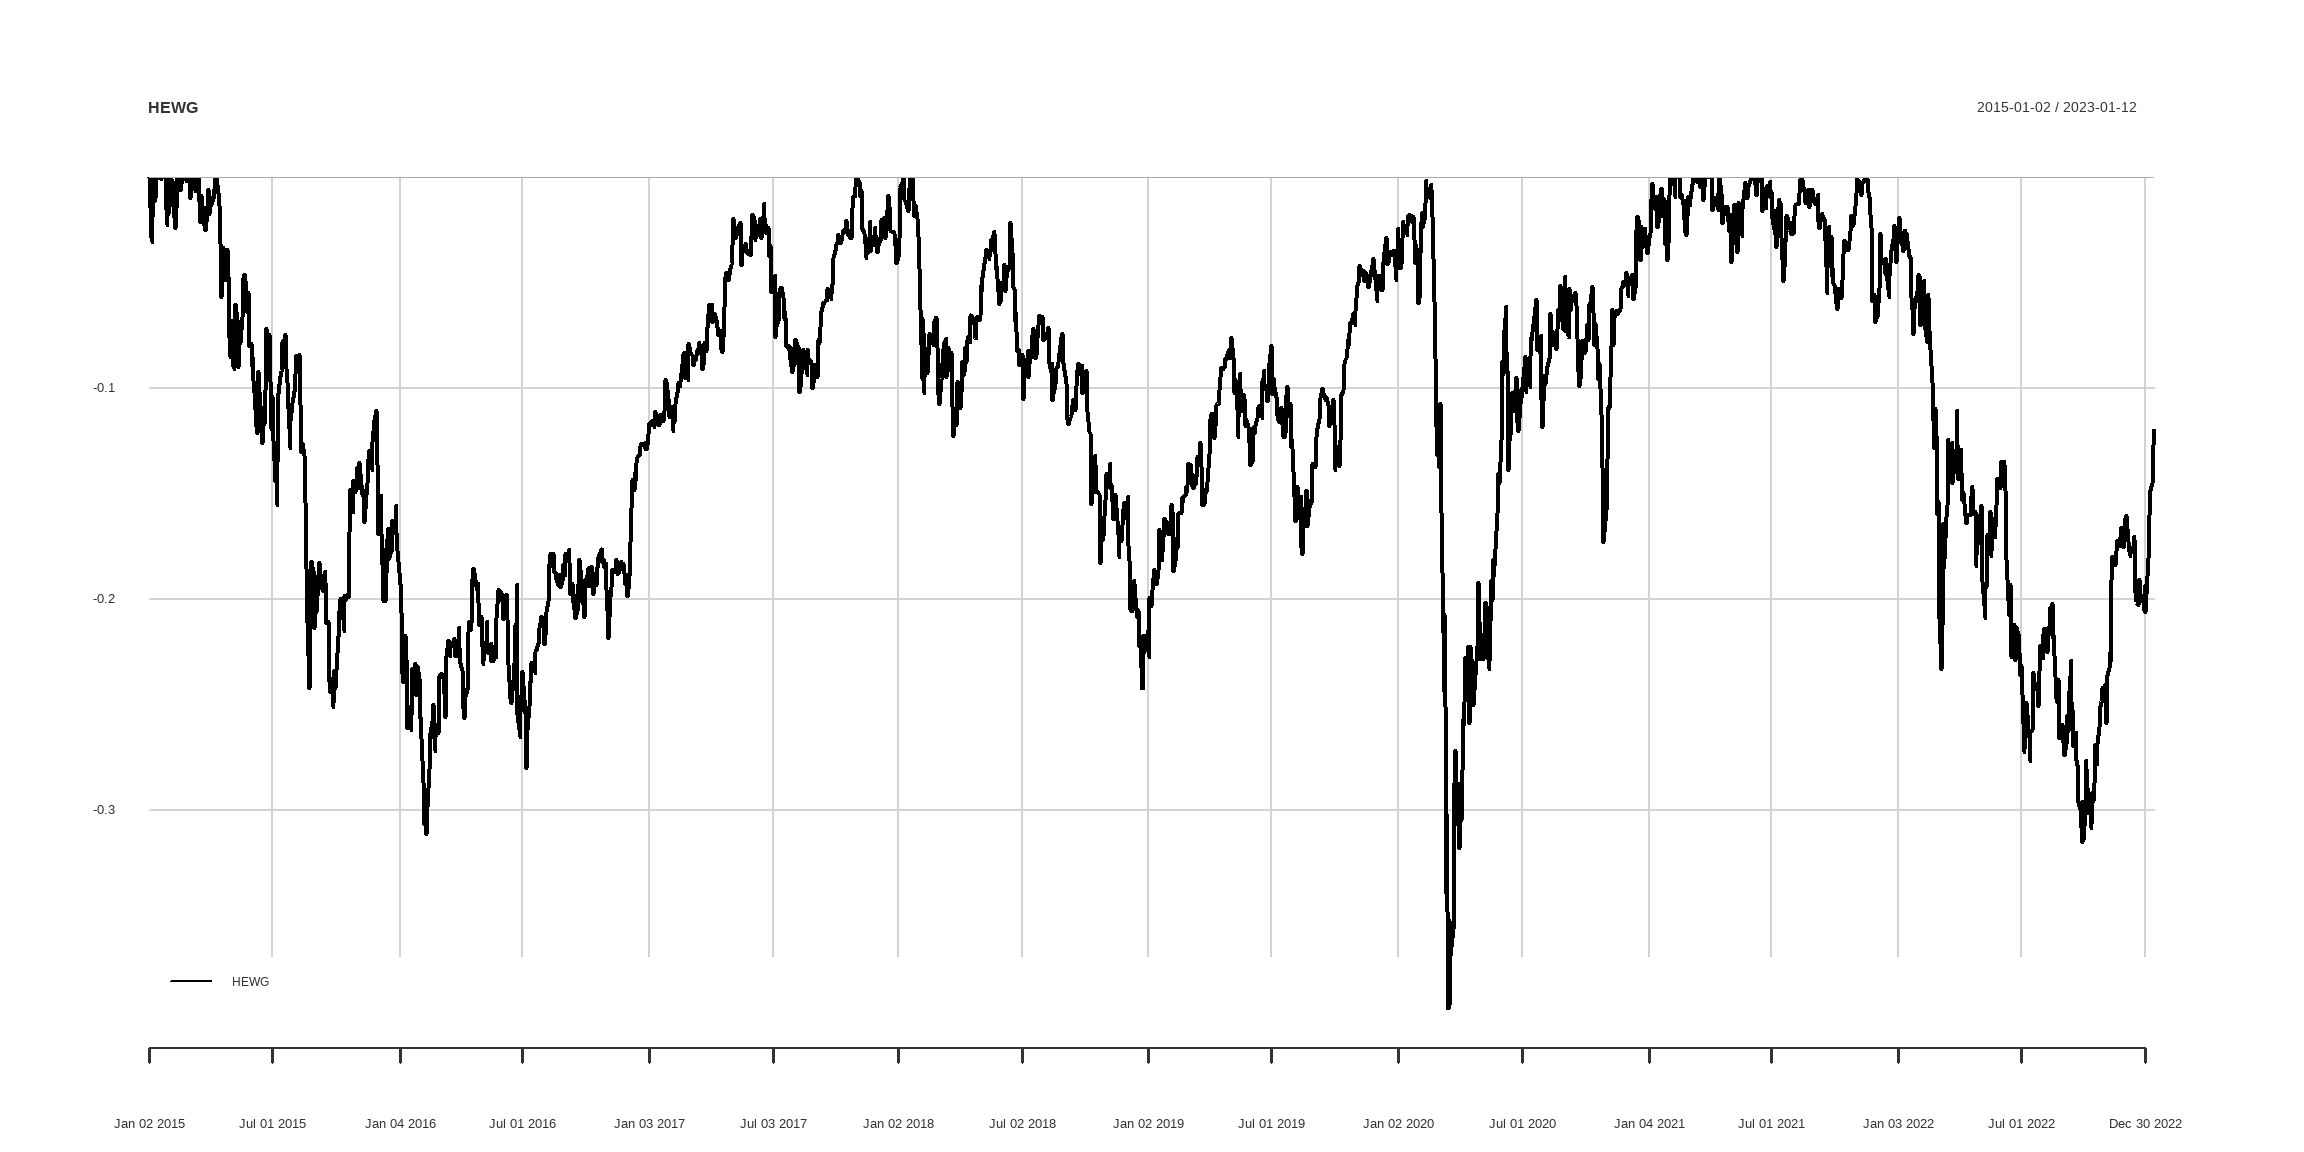 HEWG
2015-01-02 / 2023-01-12
-0.1
-0.2
-0.3
HEWG
Jan 02 2015
Jul 01 2015
Jan 04 2016
Jul 01 2016
Jan 03 2017
Jul 03 2017
Jan 02 2018
Jul 02 2018
Jan 02 2019
Jul 01 2019
Jan 02 2020
Jul 01 2020
Jan 04 2021
Jul 01 2021
Jan 03 2022
Jul 01 2022
Dec 30 2022